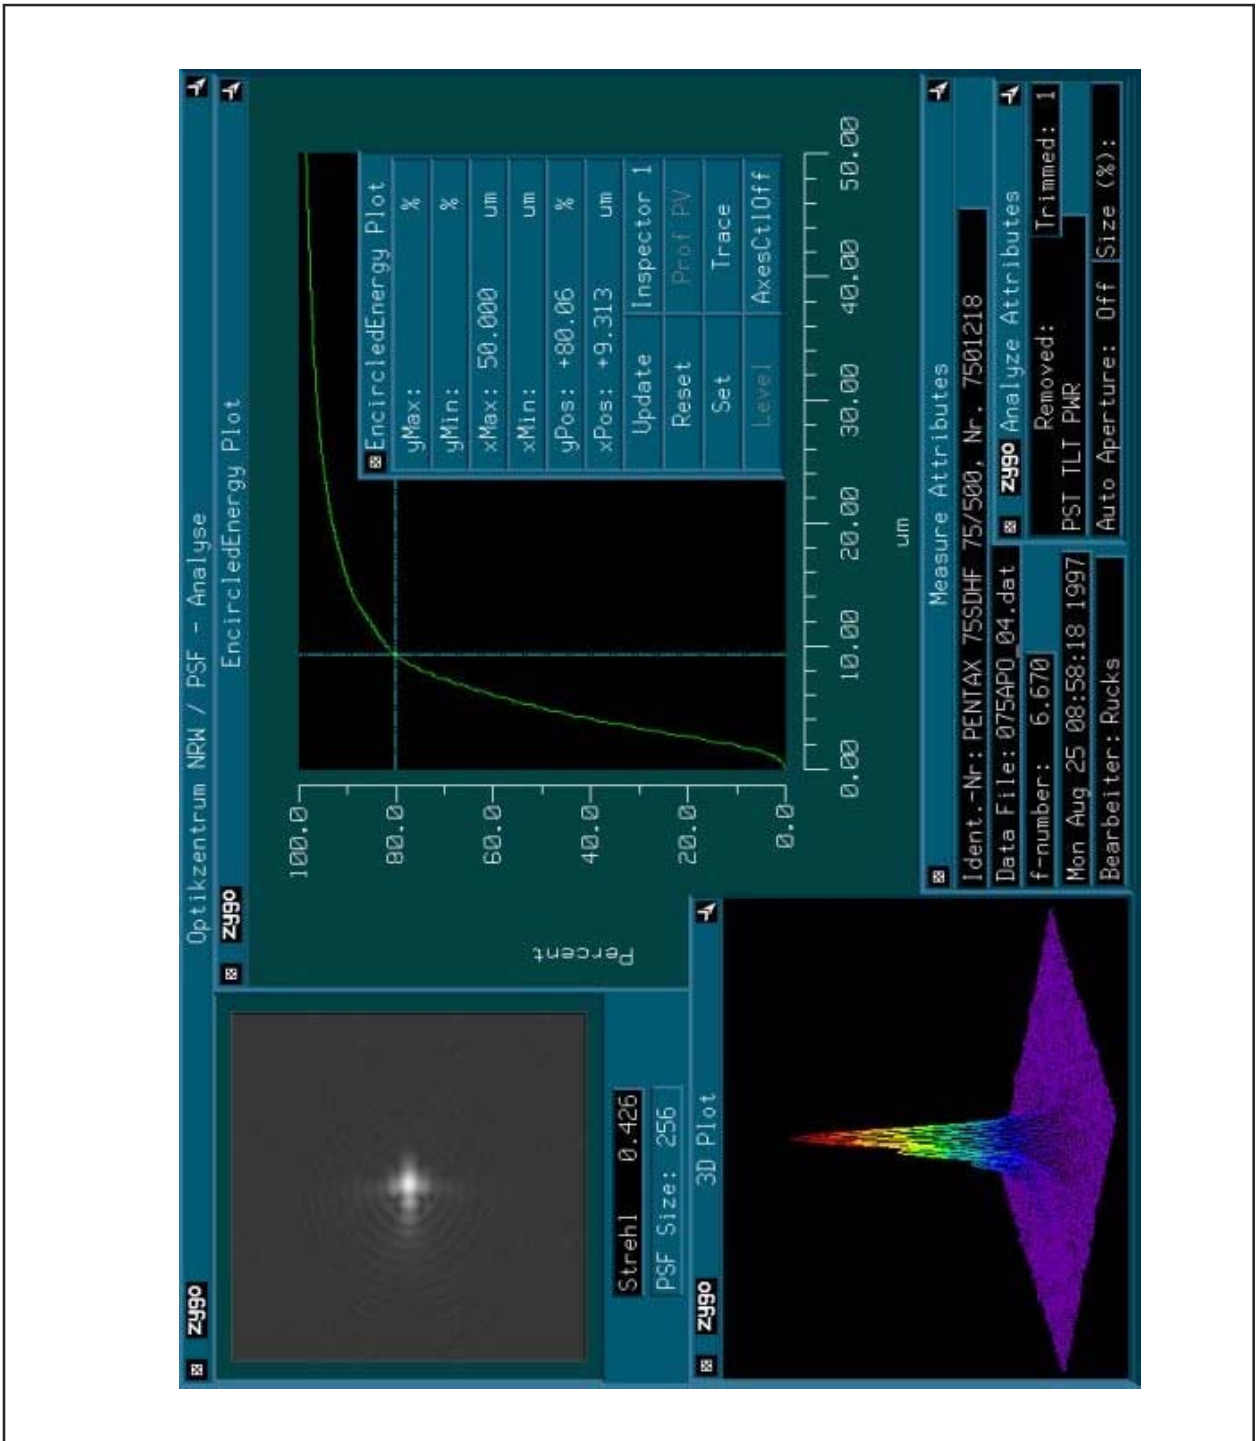 zygo Optikzentrum NRW / PSF - Analyse
Strehl 0.426
PSF Size: 256
zygo 3D Plot
zygo EncircledEnergy Plot
Percent
100.0
80.0
60.0
40.0
20.0
0.0
0.00 10.00 20.00 30.00 40.00 50.00
um
EncircledEnergy Plot
yMax: %
yMin: %
xMax: 50.000 um
xMin: um
yPos: +80.06 %
xPos: +9.313 um
Update Inspector 1
Reset Prof PV
Set Trace
Level AxesCtlOff
Measure Attributes
Ident.-Nr: PENTAX 75SDHF 75/500, Nr. 7501218
Data File: 075APO_04.dat
f-number: 6.670
Mon Aug 25 08:58:18 1997
Bearbeiter: Rucks
zygo Analyze Attributes
Removed: Trimmed: 1
PST TLT PWR
Auto Aperture: Off Size (%):